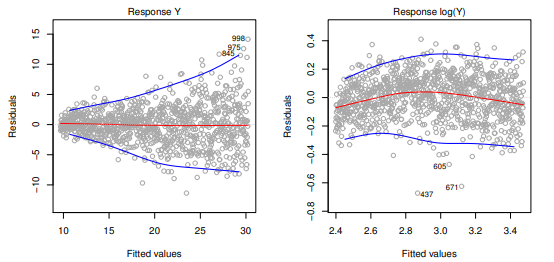 Response Y
998
975
845
15
10
5
0
−5
−10
Residuals
10 15 20 25 30
Fitted values
Response log(Y)
0.4
0.2
0.0
−0.2
−0.4
−0.6
−0.8
Residuals
605
671
437
2.4 2.6 2.8 3.0 3.2 3.4
Fitted values